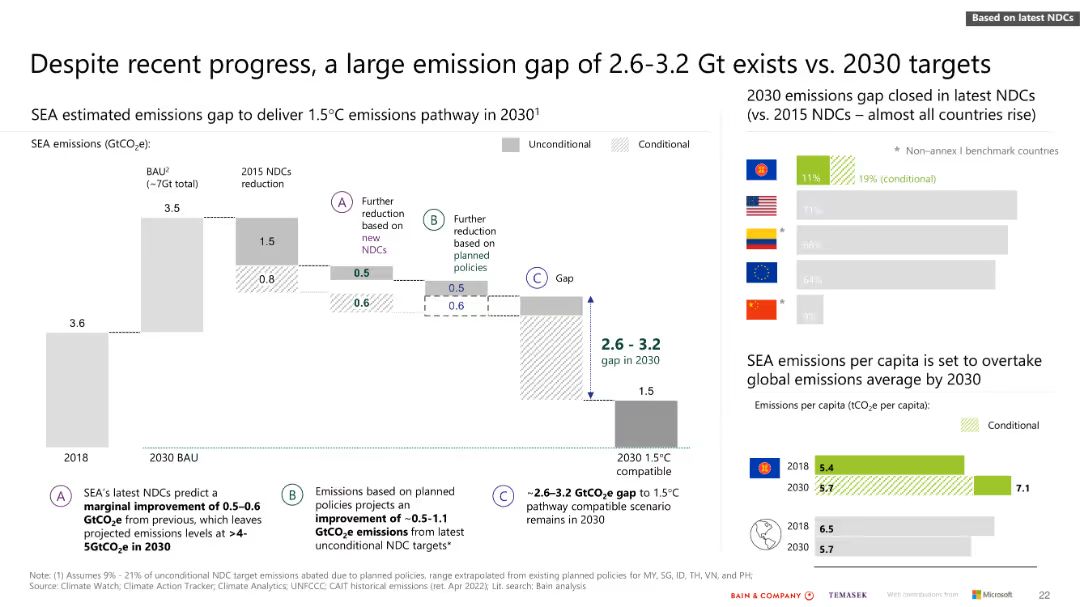 Based on latest NDCs
Despite recent progress, a large emission gap of 2.6-3.2 Gt exists vs. 2030 targets
SEA estimated emissions gap to deliver 1.5°C emissions pathway in 2030¹
SEA emissions (GtCO₂e):
Unconditional
Conditional
BAU²
(~7Gt total)
3.5
2015 NDCs
reduction
1.5
0.8
A
Further
reduction
based on
new
NDCs
0.5
0.6
B
Further
reduction
based on
planned
policies
0.5
0.6
C
Gap
2.6 - 3.2
gap in 2030
3.6
1.5
2018
2030 BAU
2030 1.5°C
compatible
A
SEA's latest NDCs predict a
marginal improvement of 0.5–0.6
GtCO₂e from previous, which leaves
projected emissions levels at >4-
5GtCO₂e in 2030
B
Emissions based on planned
policies project an
improvement of ~0.5-1.1
GtCO₂e emissions from latest
unconditional NDC targets*
C
~2.6–3.2 GtCO₂e gap to 1.5°C
pathway compatible scenario
remains in 2030
2030 emissions gap closed in latest NDCs
(vs. 2015 NDCs – almost all countries rise)
* Non–annex I benchmark countries
11%
19% (conditional)
71%
*
68%
64%
*
9%
SEA emissions per capita is set to overtake
global emissions average by 2030
Emissions per capita (tCO₂e per capita):
Conditional
2018
5.4
2030
5.7
7.1
2018
6.5
2030
5.7
Note: (1) Assumes 9% - 21% of unconditional NDC target emissions abated due to planned policies, range extrapolated from existing planned policies for MY, SG, ID, TH, VN, and PH;
Source: Climate Watch; Climate Action Tracker; Climate Analytics; UNFCCC; CAIT historical emissions (ret. Apr 2022); Lit. search; Bain analysis
BAIN & COMPANY
TEMASEK
With contributions from
Microsoft
22